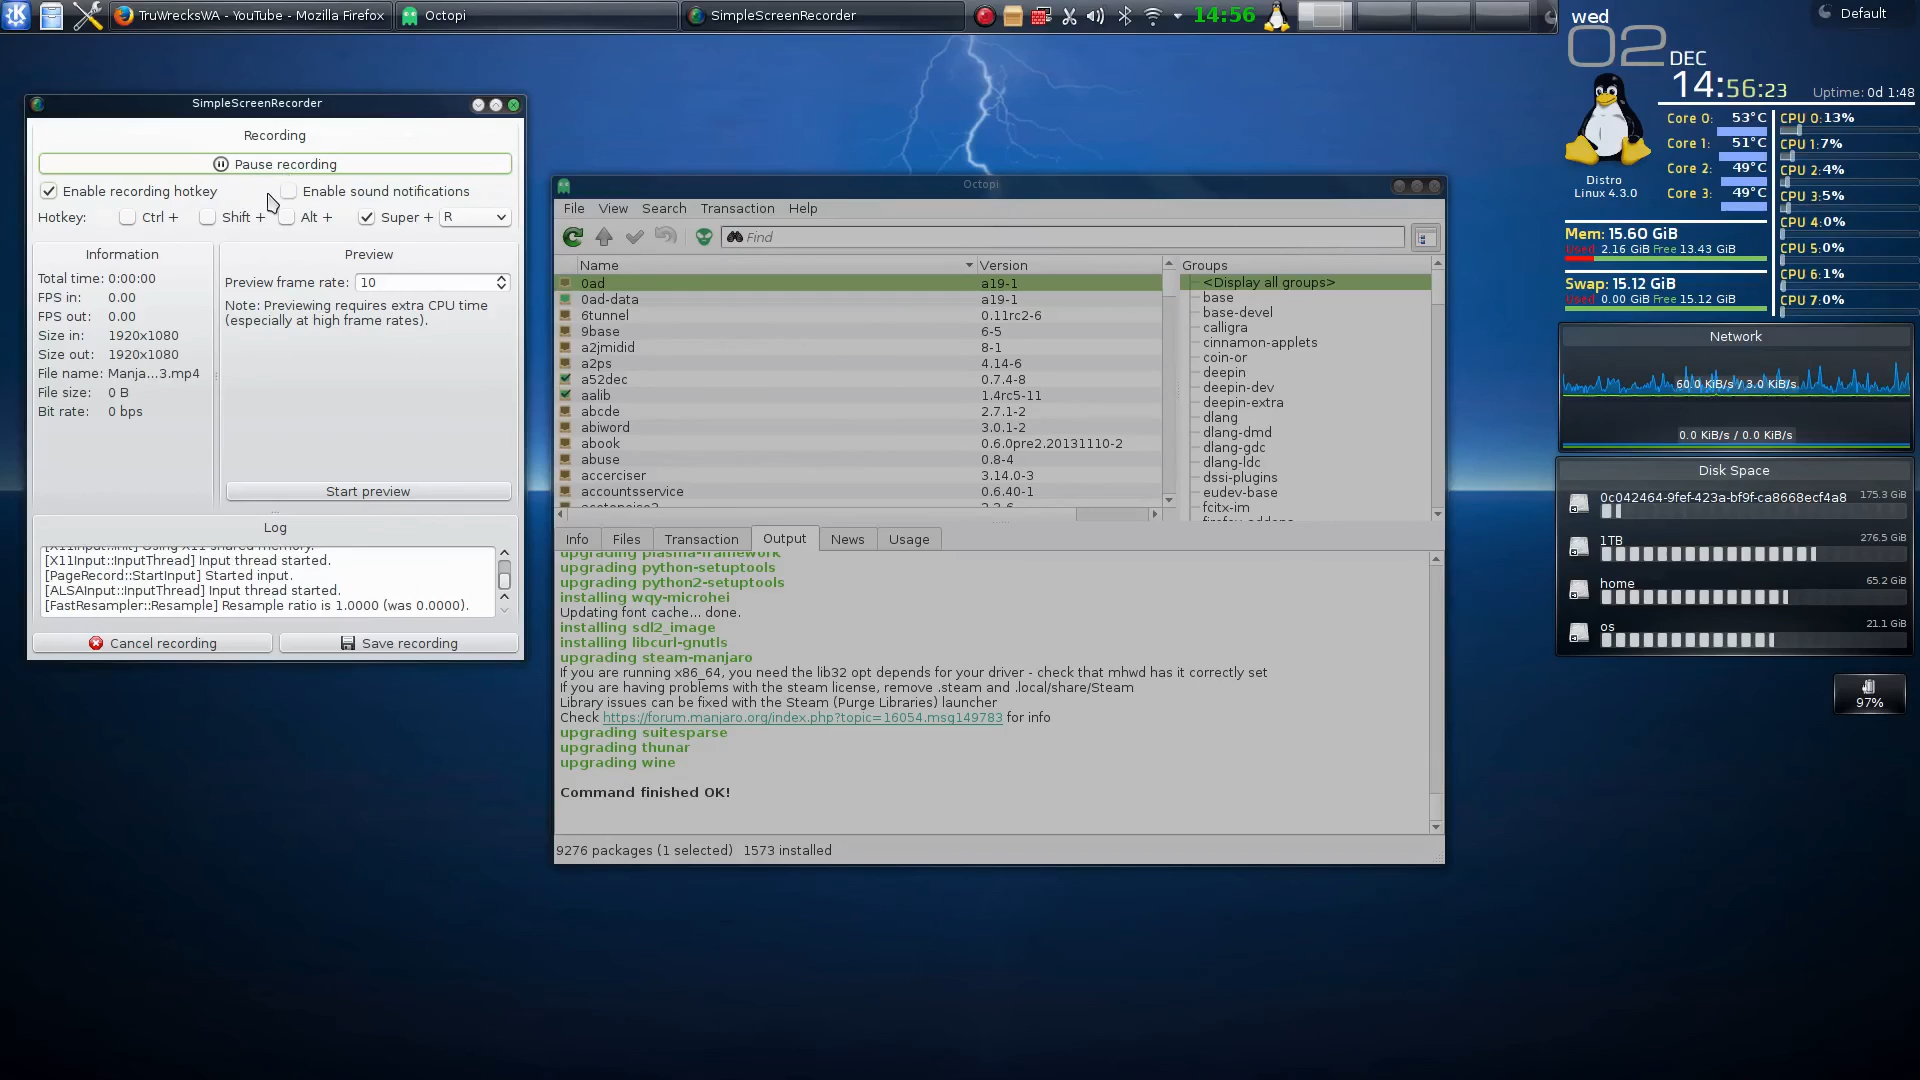 TruWrecksWA - YouTube - Mozilla Firefox
Octopi
SimpleScreenRecorder
14:56
wed
Default
02
DEC
14:56:23
Uptime: 0d 1:48
Distro
Linux 4.3.0
Core 0: 53°C
Core 1: 51°C
Core 2: 49°C
Core 3: 49°C
CPU 0:13%
CPU 1:7%
CPU 2:4%
CPU 3:5%
CPU 4:0%
CPU 5:0%
CPU 6:1%
CPU 7:0%
Mem: 15.60 GiB
Used 2.16 GiB Free 13.43 GiB
Swap: 15.12 GiB
Used 0.00 GiB Free 15.12 GiB
Network
60.0 KiB/s / 3.0 KiB/s
0.0 KiB/s / 0.0 KiB/s
Disk Space
0c042464-9fef-423a-bf9f-ca8668ecf4a8 175.3 GiB
1TB 276.5 GiB
home 65.2 GiB
os 21.1 GiB
97%
SimpleScreenRecorder
Recording
Pause recording
Enable recording hotkey Enable sound notifications
Hotkey: Ctrl + Shift + Alt + Super + R
Information
Total time: 0:00:00
FPS in: 0.00
FPS out: 0.00
Size in: 1920x1080
Size out: 1920x1080
File name: Manja...3.mp4
File size: 0 B
Bit rate: 0 bps
Preview
Preview frame rate: 10
Note: Previewing requires extra CPU time
(especially at high frame rates).
Start preview
Log
[X11Input::Init] Using X11 shared memory.
[X11Input::InputThread] Input thread started.
[PageRecord::StartInput] Started input.
[ALSAInput::InputThread] Input thread started.
[FastResampler::Resample] Resample ratio is 1.0000 (was 0.0000).
Cancel recording
Save recording
Octopi
File View Search Transaction Help
Find
Name Version
0ad a19-1
0ad-data a19-1
6tunnel 0.11rc2-6
9base 6-5
a2jmidid 8-1
a2ps 4.14-6
a52dec 0.7.4-8
aalib 1.4rc5-11
abcde 2.7.1-2
abiword 3.0.1-2
abook 0.6.0pre2.20131110-2
abuse 0.8-4
accerciser 3.14.0-3
accountsservice 0.6.40-1
Groups
<Display all groups>
base
base-devel
calligra
cinnamon-applets
coin-or
deepin
deepin-dev
deepin-extra
dlang
dlang-dmd
dlang-gdc
dlang-ldc
dssi-plugins
eudev-base
fcitx-im
firefox-addons
Info Files Transaction Output News Usage
upgrading plasma-framework
upgrading python-setuptools
upgrading python2-setuptools
installing wqy-microhei
Updating font cache... done.
installing sdl2_image
installing libcurl-gnutls
upgrading steam-manjaro
If you are running x86_64, you need the lib32 opt depends for your driver - check that mhwd has it correctly set
If you are having problems with the steam license, remove .steam and .local/share/Steam
Library issues can be fixed with the Steam (Purge Libraries) launcher
Check https://forum.manjaro.org/index.php?topic=16054.msg149783 for info
upgrading suitesparse
upgrading thunar
upgrading wine
Command finished OK!
9276 packages (1 selected) 1573 installed